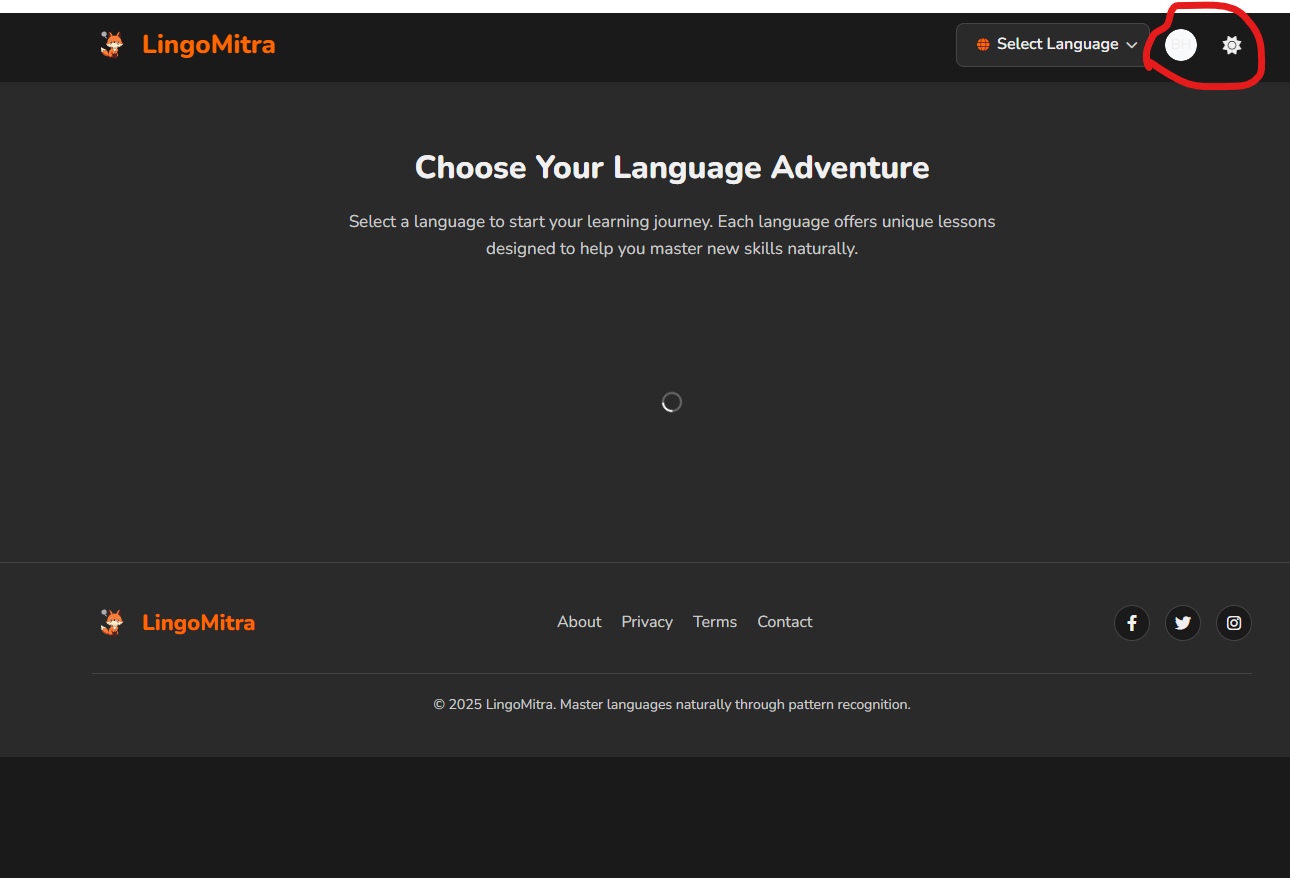 LingoMitra
Select Language
Choose Your Language Adventure
Select a language to start your learning journey. Each language offers unique lessons
designed to help you master new skills naturally.
LingoMitra
About Privacy Terms Contact
© 2025 LingoMitra. Master languages naturally through pattern recognition.